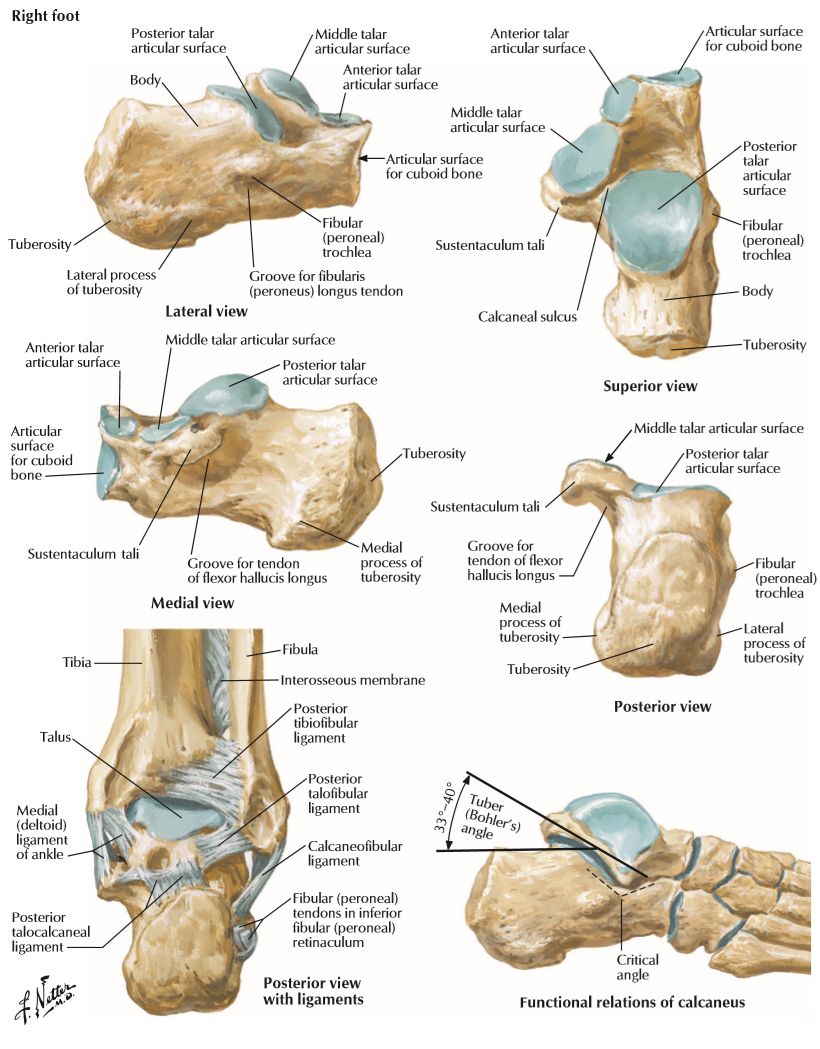 Right foot
Posterior talar
articular surface
Middle talar
articular surface
Anterior talar
articular surface
Body
Articular surface
for cuboid bone
Fibular
(peroneal)
trochlea
Tuberosity
Lateral process
of tuberosity
Groove for fibularis
(peroneus) longus tendon
Lateral view
Anterior talar
articular surface
Articular surface
for cuboid bone
Middle talar
articular surface
Posterior
talar
articular
surface
Sustentaculum tali
Fibular
(peroneal)
trochlea
Calcaneal sulcus
Body
Tuberosity
Superior view
Anterior talar
articular surface
Middle talar articular surface
Posterior talar
articular surface
Articular
surface
for cuboid
bone
Tuberosity
Sustentaculum tali
Groove for tendon
of flexor hallucis longus
Medial
process of
tuberosity
Medial view
Middle talar articular surface
Posterior talar
articular surface
Sustentaculum tali
Groove for
tendon of flexor
hallucis longus
Fibular
(peroneal)
trochlea
Medial
process of
tuberosity
Lateral
process of
tuberosity
Tuberosity
Posterior view
Tibia
Fibula
Interosseous membrane
Posterior
tibiofibular
ligament
Talus
Posterior
talofibular
ligament
Medial
(deltoid)
ligament
of ankle
Calcaneofibular
ligament
Posterior
talocalcaneal
ligament
Fibular (peroneal)
tendons in inferior
fibular (peroneal)
retinaculum
Posterior view
with ligaments
F. Netter
M.D.
33°–40°
Tuber
(Bohler's)
angle
Critical
angle
Functional relations of calcaneus